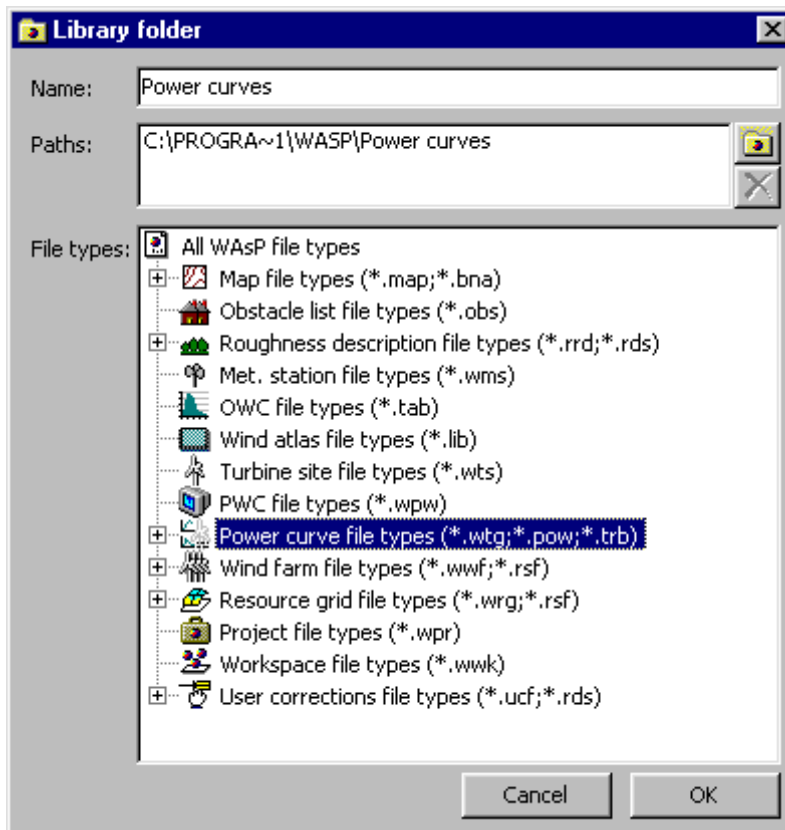 Library folder
Name: Power curves
Paths: C:\PROGRA~1\WASP\Power curves
File types: All WAsP file types
Map file types (*.map;*.bna)
Obstacle list file types (*.obs)
Roughness description file types (*.rrd;*.rds)
Met. station file types (*.wms)
OWC file types (*.tab)
Wind atlas file types (*.lib)
Turbine site file types (*.wts)
PWC file types (*.wpw)
Power curve file types (*.wtg;*.pow;*.trb)
Wind farm file types (*.wwf;*.rsf)
Resource grid file types (*.wrg;*.rsf)
Project file types (*.wpr)
Workspace file types (*.wwk)
User corrections file types (*.ucf;*.rds)
Cancel OK